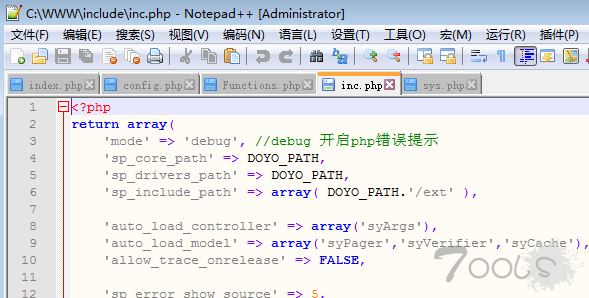 C:\WWW\include\inc.php - Notepad++ [Administrator]
文件(F) 编辑(E) 搜索(S) 视图(V) 编码(N) 语言(L) 设置(T) 工具(O) 宏(M) 运行(R) 插件(P)
index.php config.php Functions.php inc.php sys.php
1 <?php
2 return array(
3 'mode' => 'debug', //debug 开启php错误提示
4 'sp_core_path' => DOYO_PATH,
5 'sp_drivers_path' => DOYO_PATH,
6 'sp_include_path' => array( DOYO_PATH.'/ext' ),
7
8 'auto_load_controller' => array('syArgs'),
9 'auto_load_model' => array('syPager','syVerifier','syCache'),
10 'allow_trace_onrelease' => FALSE,
11
12 'sp_error_show_source' => 5,
7ools